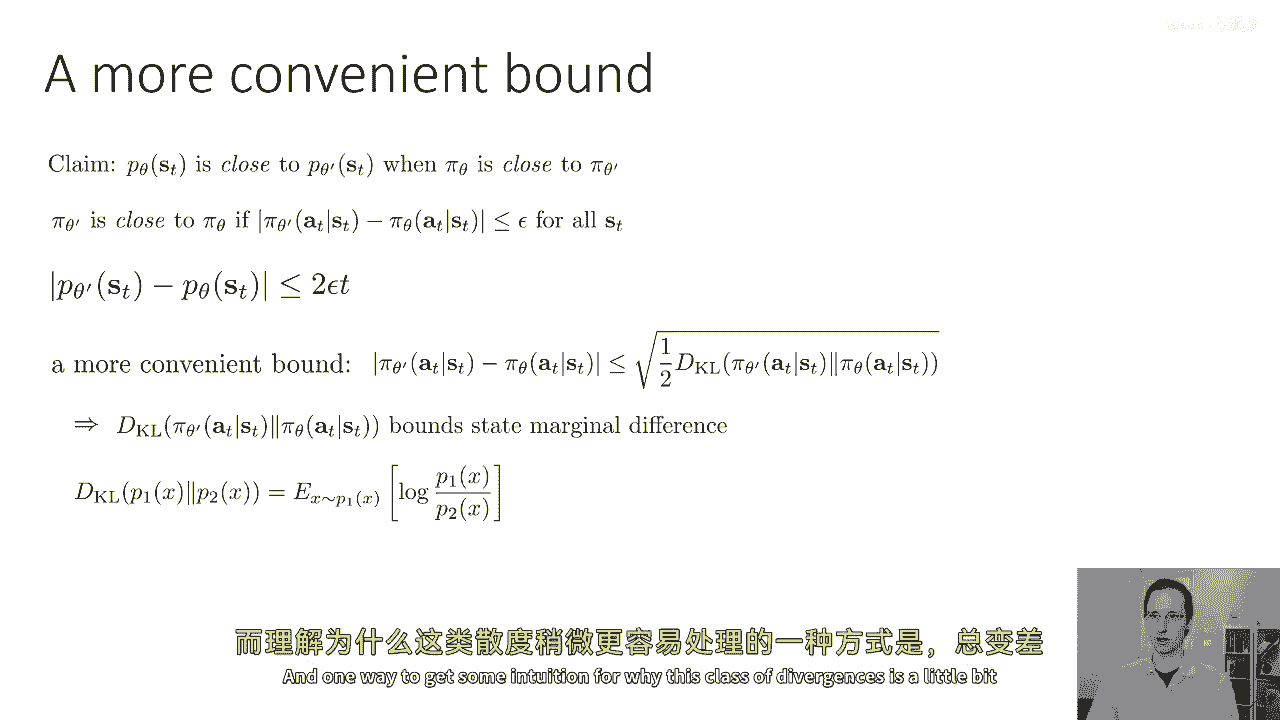 A more convenient bound
Claim: $p_\theta(\mathbf{s}_t)$ is close to $p_{\theta'}(\mathbf{s}_t)$ when $\pi_\theta$ is close to $\pi_{\theta'}$
$\pi_{\theta'}$ is close to $\pi_\theta$ if $|\pi_{\theta'}(\mathbf{a}_t|\mathbf{s}_t) - \pi_\theta(\mathbf{a}_t|\mathbf{s}_t)| \leq \epsilon$ for all $\mathbf{s}_t$
$|p_{\theta'}(\mathbf{s}_t) - p_\theta(\mathbf{s}_t)| \leq 2\epsilon t$
a more convenient bound: $|\pi_{\theta'}(\mathbf{a}_t|\mathbf{s}_t) - \pi_\theta(\mathbf{a}_t|\mathbf{s}_t)| \leq \sqrt{\frac{1}{2} D_{\mathrm{KL}}(\pi_{\theta'}(\mathbf{a}_t|\mathbf{s}_t) \| \pi_\theta(\mathbf{a}_t|\mathbf{s}_t))}$
$\Rightarrow$ $D_{\mathrm{KL}}(\pi_{\theta'}(\mathbf{a}_t|\mathbf{s}_t) \| \pi_\theta(\mathbf{a}_t|\mathbf{s}_t))$ bounds state marginal difference
$D_{\mathrm{KL}}(p_1(x) \| p_2(x)) = E_{x \sim p_1(x)} \left[ \log \frac{p_1(x)}{p_2(x)} \right]$
而理解为什么这类散度稍微更容易处理的一种方式是，总变差
And one way to get some intuition for why this class of divergences is a little bit